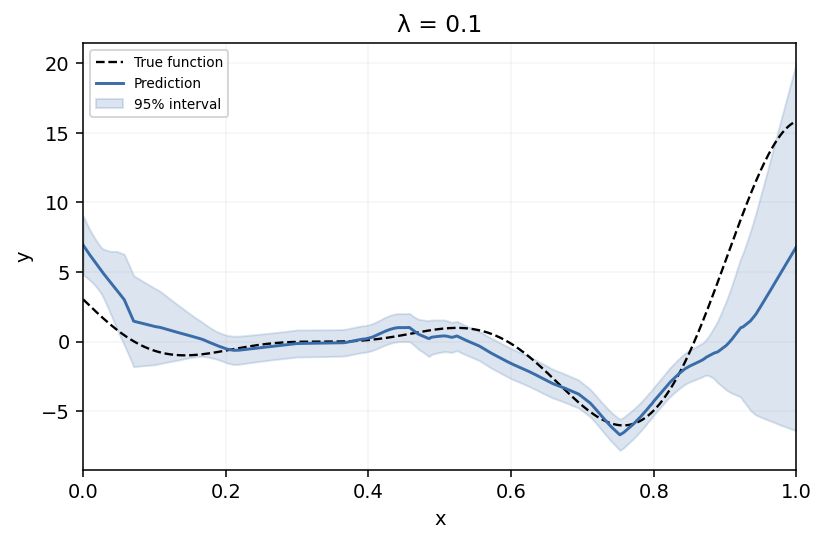 λ = 0.1
True function
Prediction
95% interval
20
15
10
5
0
−5
y
0.0 0.2 0.4 0.6 0.8 1.0
x